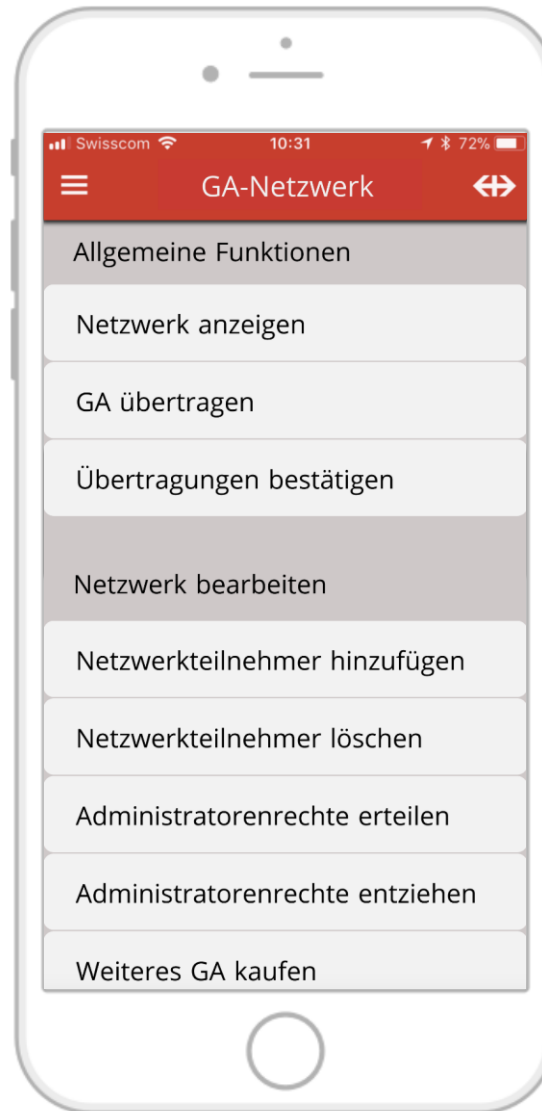 Swisscom 10:31 72%
GA-Netzwerk
Allgemeine Funktionen
Netzwerk anzeigen
GA übertragen
Übertragungen bestätigen
Netzwerk bearbeiten
Netzwerkteilnehmer hinzufügen
Netzwerkteilnehmer löschen
Administratorenrechte erteilen
Administratorenrechte entziehen
Weiteres GA kaufen